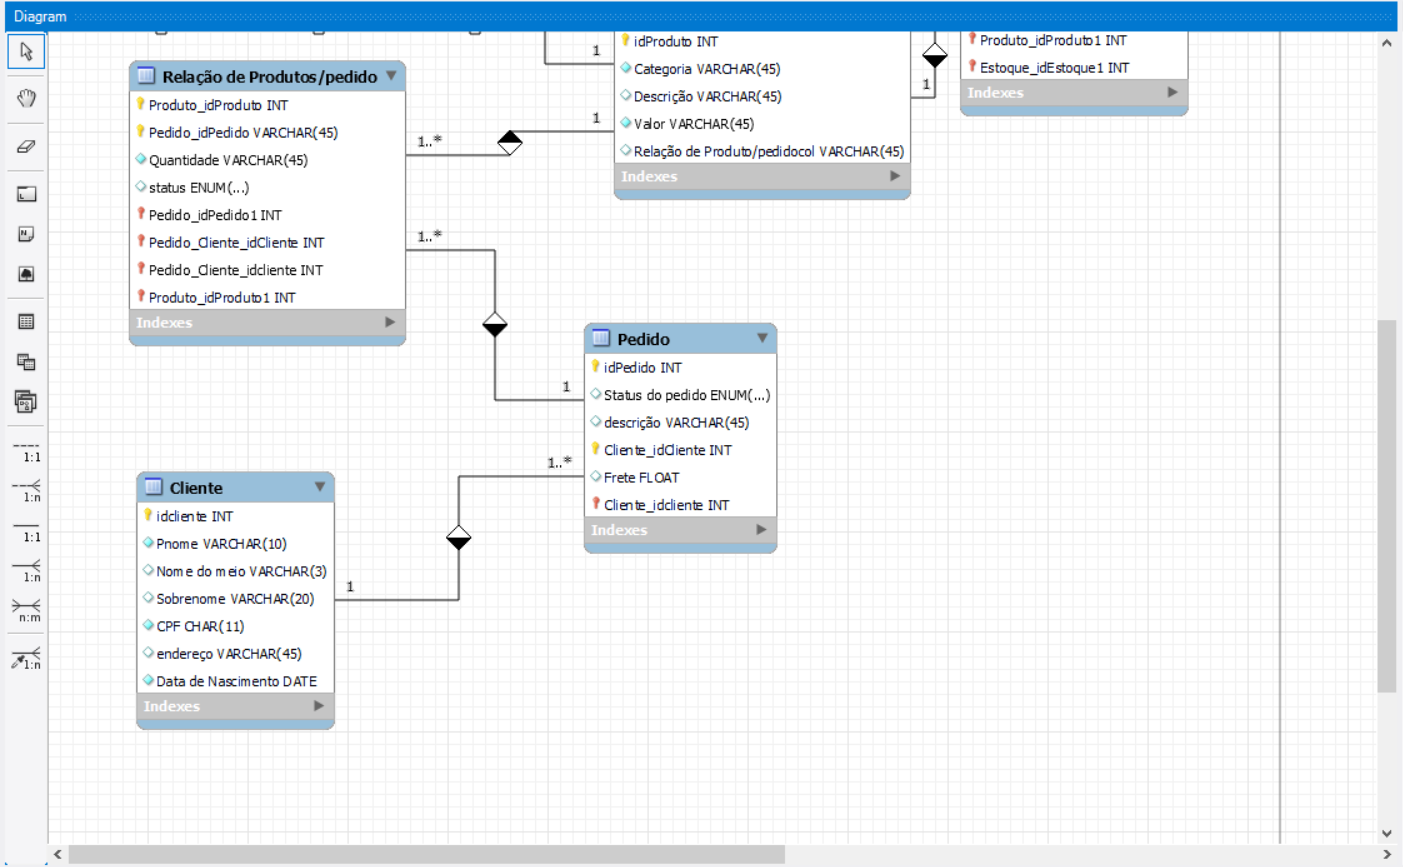 Diagram
Relação de Produtos/pedido
Produto_idProduto INT
Pedido_idPedido VARCHAR(45)
Quantidade VARCHAR(45)
status ENUM(...)
Pedido_idPedido1 INT
Pedido_Cliente_idCliente INT
Pedido_Cliente_idcliente INT
Produto_idProduto1 INT
Indexes
1..*
1
1
idProduto INT
Categoria VARCHAR(45)
Descrição VARCHAR(45)
Valor VARCHAR(45)
Relação de Produto/pedidocol VARCHAR(45)
Indexes
1
Produto_idProduto1 INT
Estoque_idEstoque1 INT
Indexes
1..*
1
Pedido
idPedido INT
Status do pedido ENUM(...)
descrição VARCHAR(45)
Cliente_idCliente INT
Frete FLOAT
Cliente_idcliente INT
Indexes
1..*
1
Cliente
idcliente INT
Pnome VARCHAR(10)
Nome do meio VARCHAR(3)
Sobrenome VARCHAR(20)
CPF CHAR(11)
endereço VARCHAR(45)
Data de Nascimento DATE
Indexes
1:1
1:n
1:1
1:n
n:m
1:n